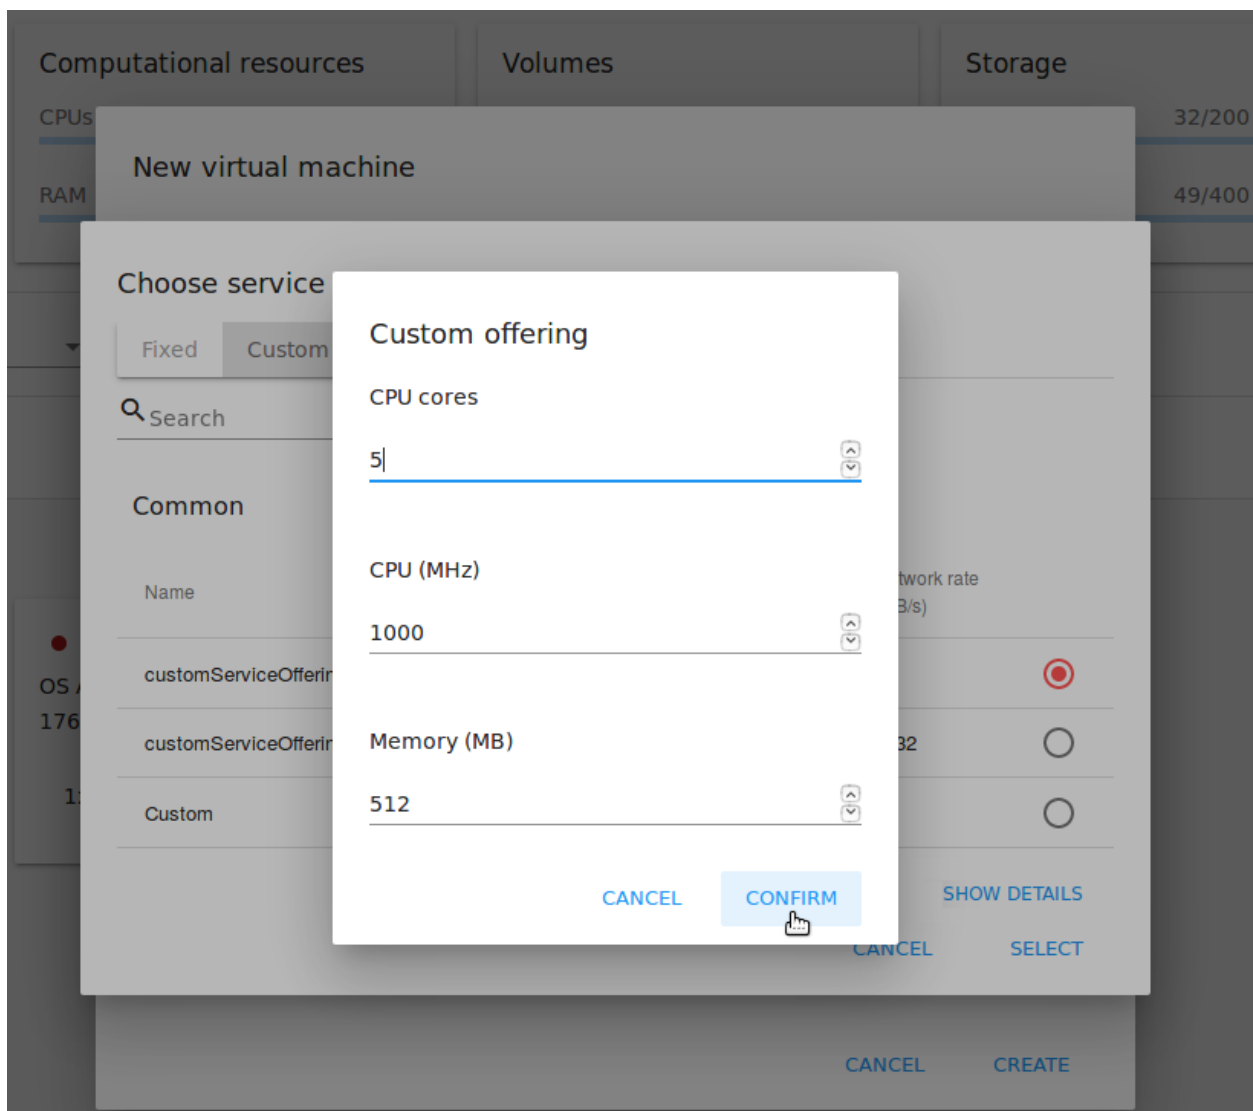 Computational resources
Volumes
Storage
CPUs
32/200
New virtual machine
RAM
49/400
Choose service
Custom offering
Fixed
Custom
CPU cores
Search
5
Common
CPU (MHz)
Name
twork rate
B/s)
1000
customServiceOfferin
OS
176
Memory (MB)
customServiceOfferin
32
512
Custom
CANCEL
CONFIRM
SHOW DETAILS
CANCEL
SELECT
CANCEL
CREATE